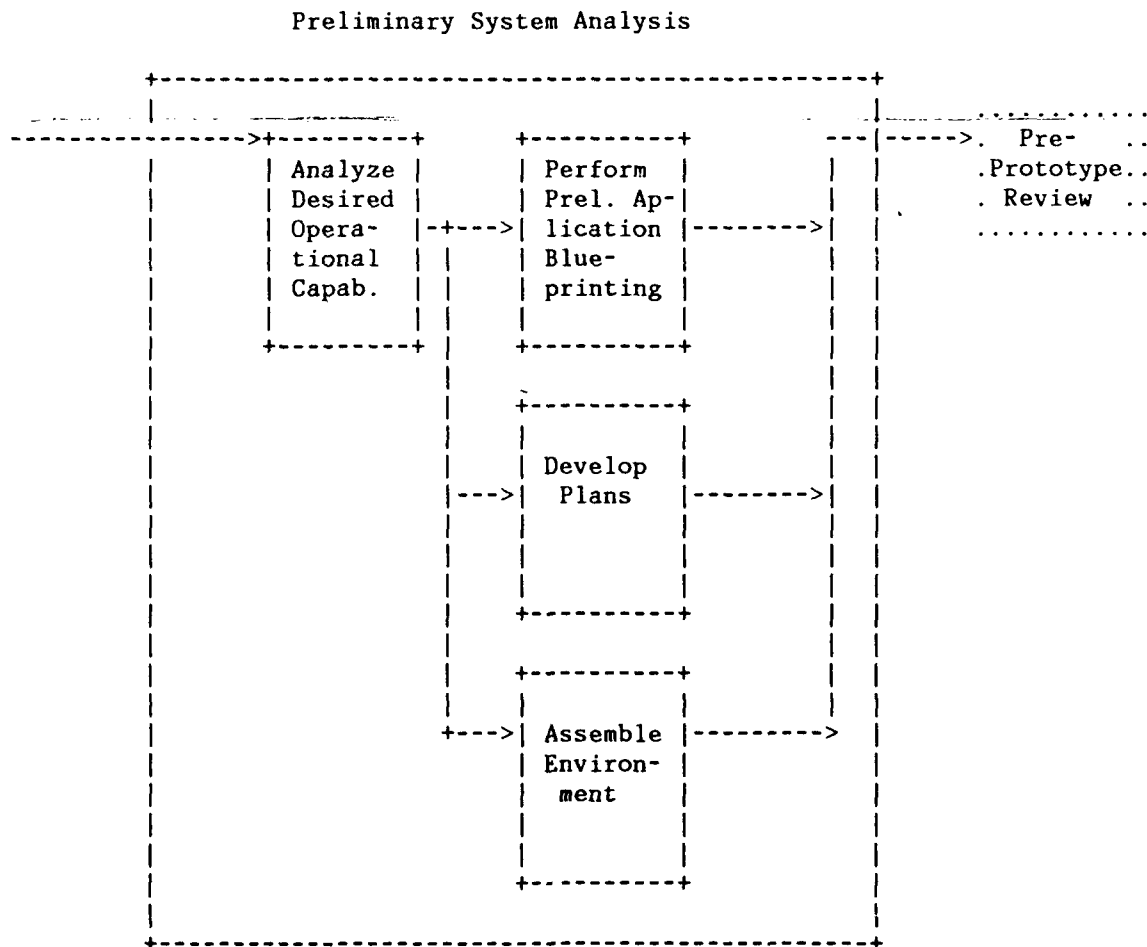 Preliminary System Analysis
Analyze
Desired
Opera-
tional
Capab.
Perform
Prel. Ap-
lication
Blue-
printing
Pre-
Prototype
Review
Develop
Plans
Assemble
Environ-
ment